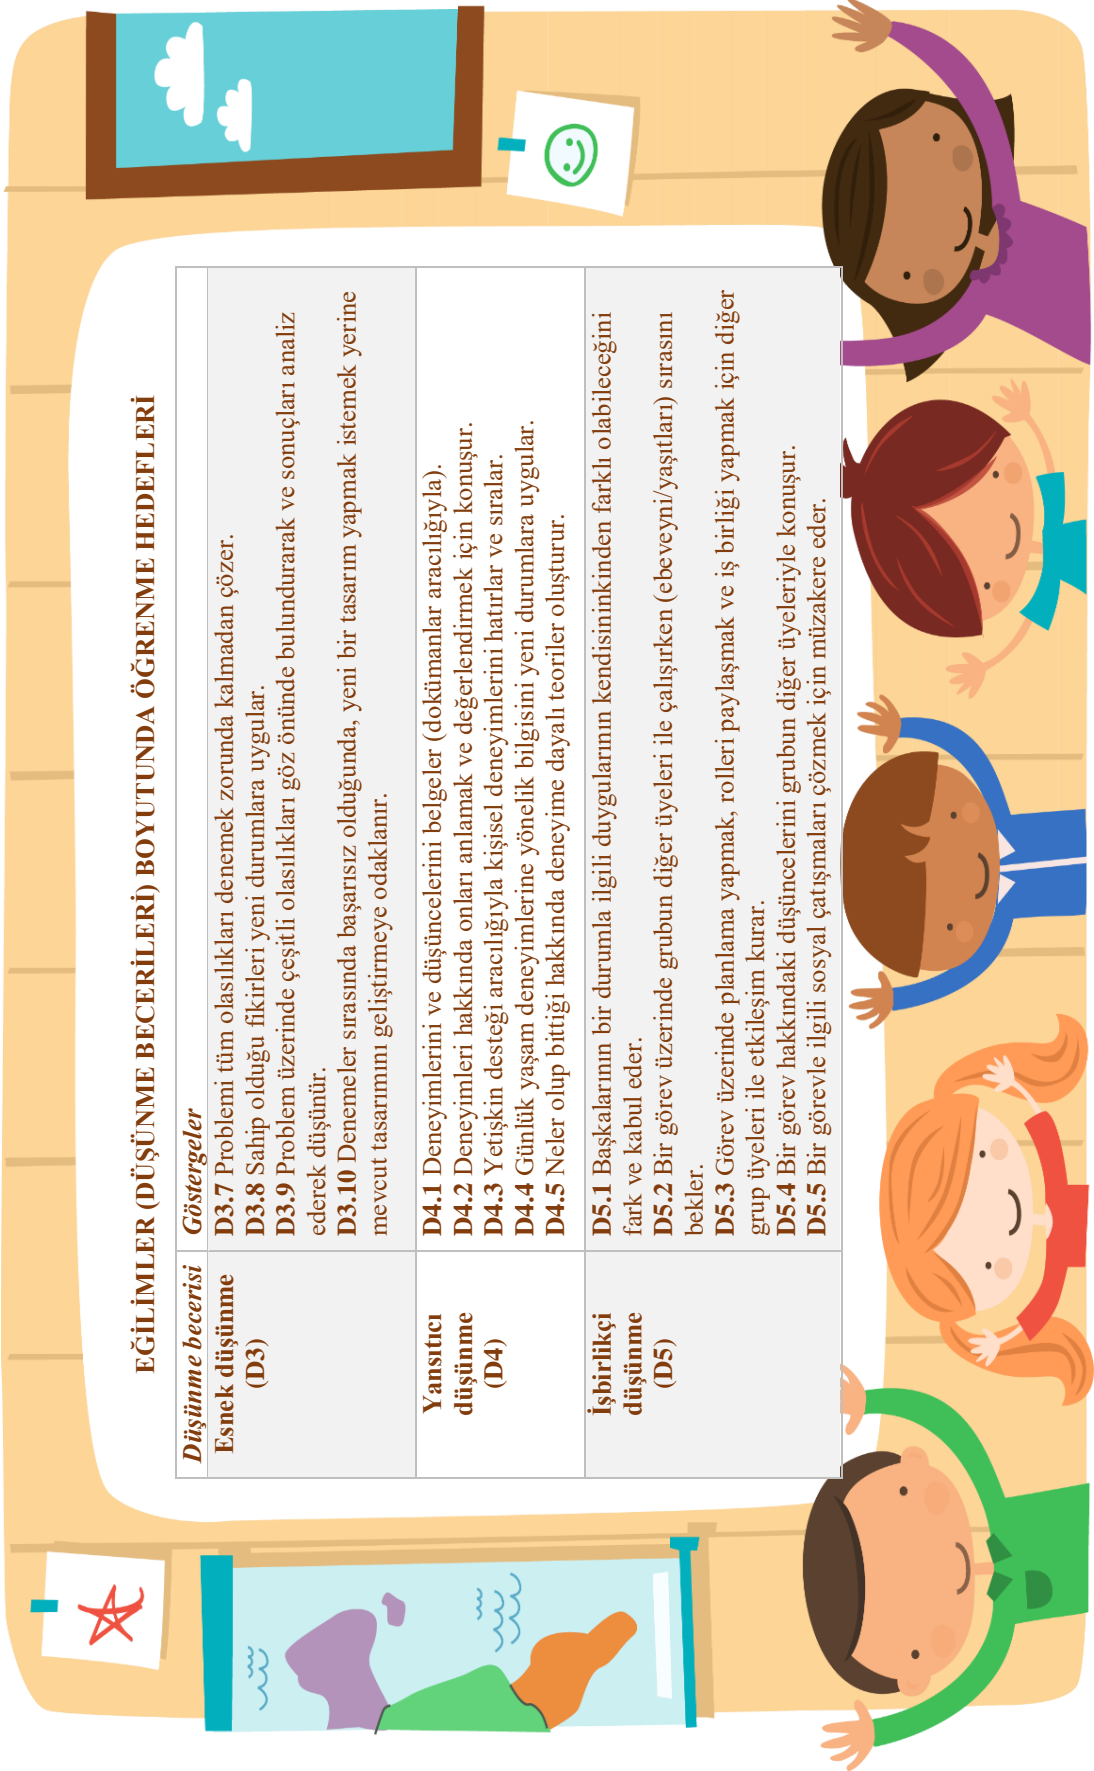 EĞİLİMLER (DÜŞÜNME BECERİLERİ) BOYUTUNDA ÖĞRENME HEDEFLERİ
Düşünme becerisi
Göstergeler
Esnek düşünme
(D3)
D3.7 Problemi tüm olasılıkları denemek zorunda kalmadan çözer.
D3.8 Sahip olduğu fikirleri yeni durumlara uygular.
D3.9 Problem üzerinde çeşitli olasılıkları göz önünde bulundurarak ve sonuçları analiz
ederek düşünür.
D3.10 Denemeler sırasında başarısız olduğunda, yeni bir tasarım yapmak istemek yerine
mevcut tasarımını geliştirmeye odaklanır.
Yansıtıcı
düşünme
(D4)
D4.1 Deneyimlerini ve düşüncelerini belgeler (dokümanlar aracılığıyla).
D4.2 Deneyimleri hakkında onları anlamak ve değerlendirmek için konuşur.
D4.3 Yetişkin desteği aracılığıyla kişisel deneyimlerini hatırlar ve sıralar.
D4.4 Günlük yaşam deneyimlerine yönelik bilgisini yeni durumlara uygular.
D4.5 Neler olup bittiği hakkında deneyime dayalı teoriler oluşturur.
İşbirlikçi
düşünme
(D5)
D5.1 Başkalarının bir durumla ilgili duygularının kendisininkinden farklı olabileceğini
fark ve kabul eder.
D5.2 Bir görev üzerinde grubun diğer üyeleri ile çalışırken (ebeveyni/yaşıtları) sırasını
bekler.
D5.3 Görev üzerinde planlama yapmak, rolleri paylaşmak ve iş birliği yapmak için diğer
grup üyeleri ile etkileşim kurar.
D5.4 Bir görev hakkındaki düşüncelerini grubun diğer üyeleriyle konuşur.
D5.5 Bir görevle ilgili sosyal çatışmaları çözmek için müzakere eder.